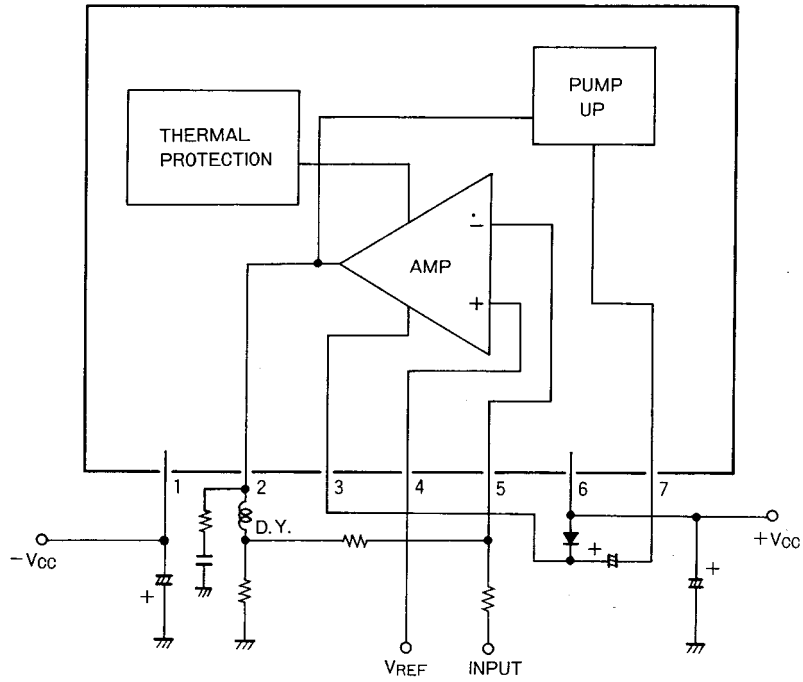 PUMP
UP
THERMAL
PROTECTION
−
AMP
+
1 2 3 4 5 6 7
D.Y.
−VCC
+
+
+VCC
+
VREF INPUT